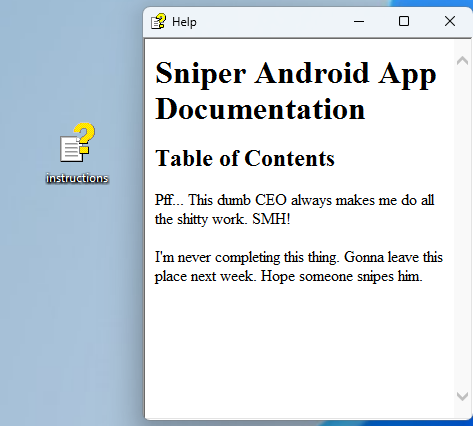 Help
Sniper Android App
Documentation
Table of Contents
Pff... This dumb CEO always makes me do all
the shitty work. SMH!
I'm never completing this thing. Gonna leave this
place next week. Hope someone snipes him.
instructions